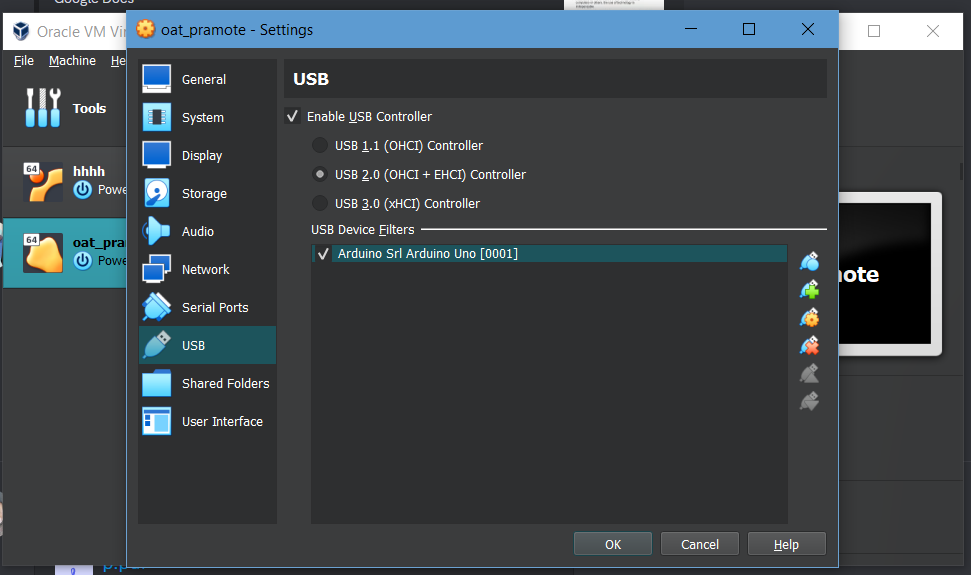 Google Docs
Oracle VM Vir
oat_pramote - Settings
File Machine He
Tools
64
hhhh
Powe
64
oat_pra
Powe
General
System
Display
Storage
Audio
Network
Serial Ports
USB
Shared Folders
User Interface
USB
Enable USB Controller
USB 1.1 (OHCI) Controller
USB 2.0 (OHCI + EHCI) Controller
USB 3.0 (xHCI) Controller
USB Device Filters
Arduino Srl Arduino Uno [0001]
ote
OK Cancel Help